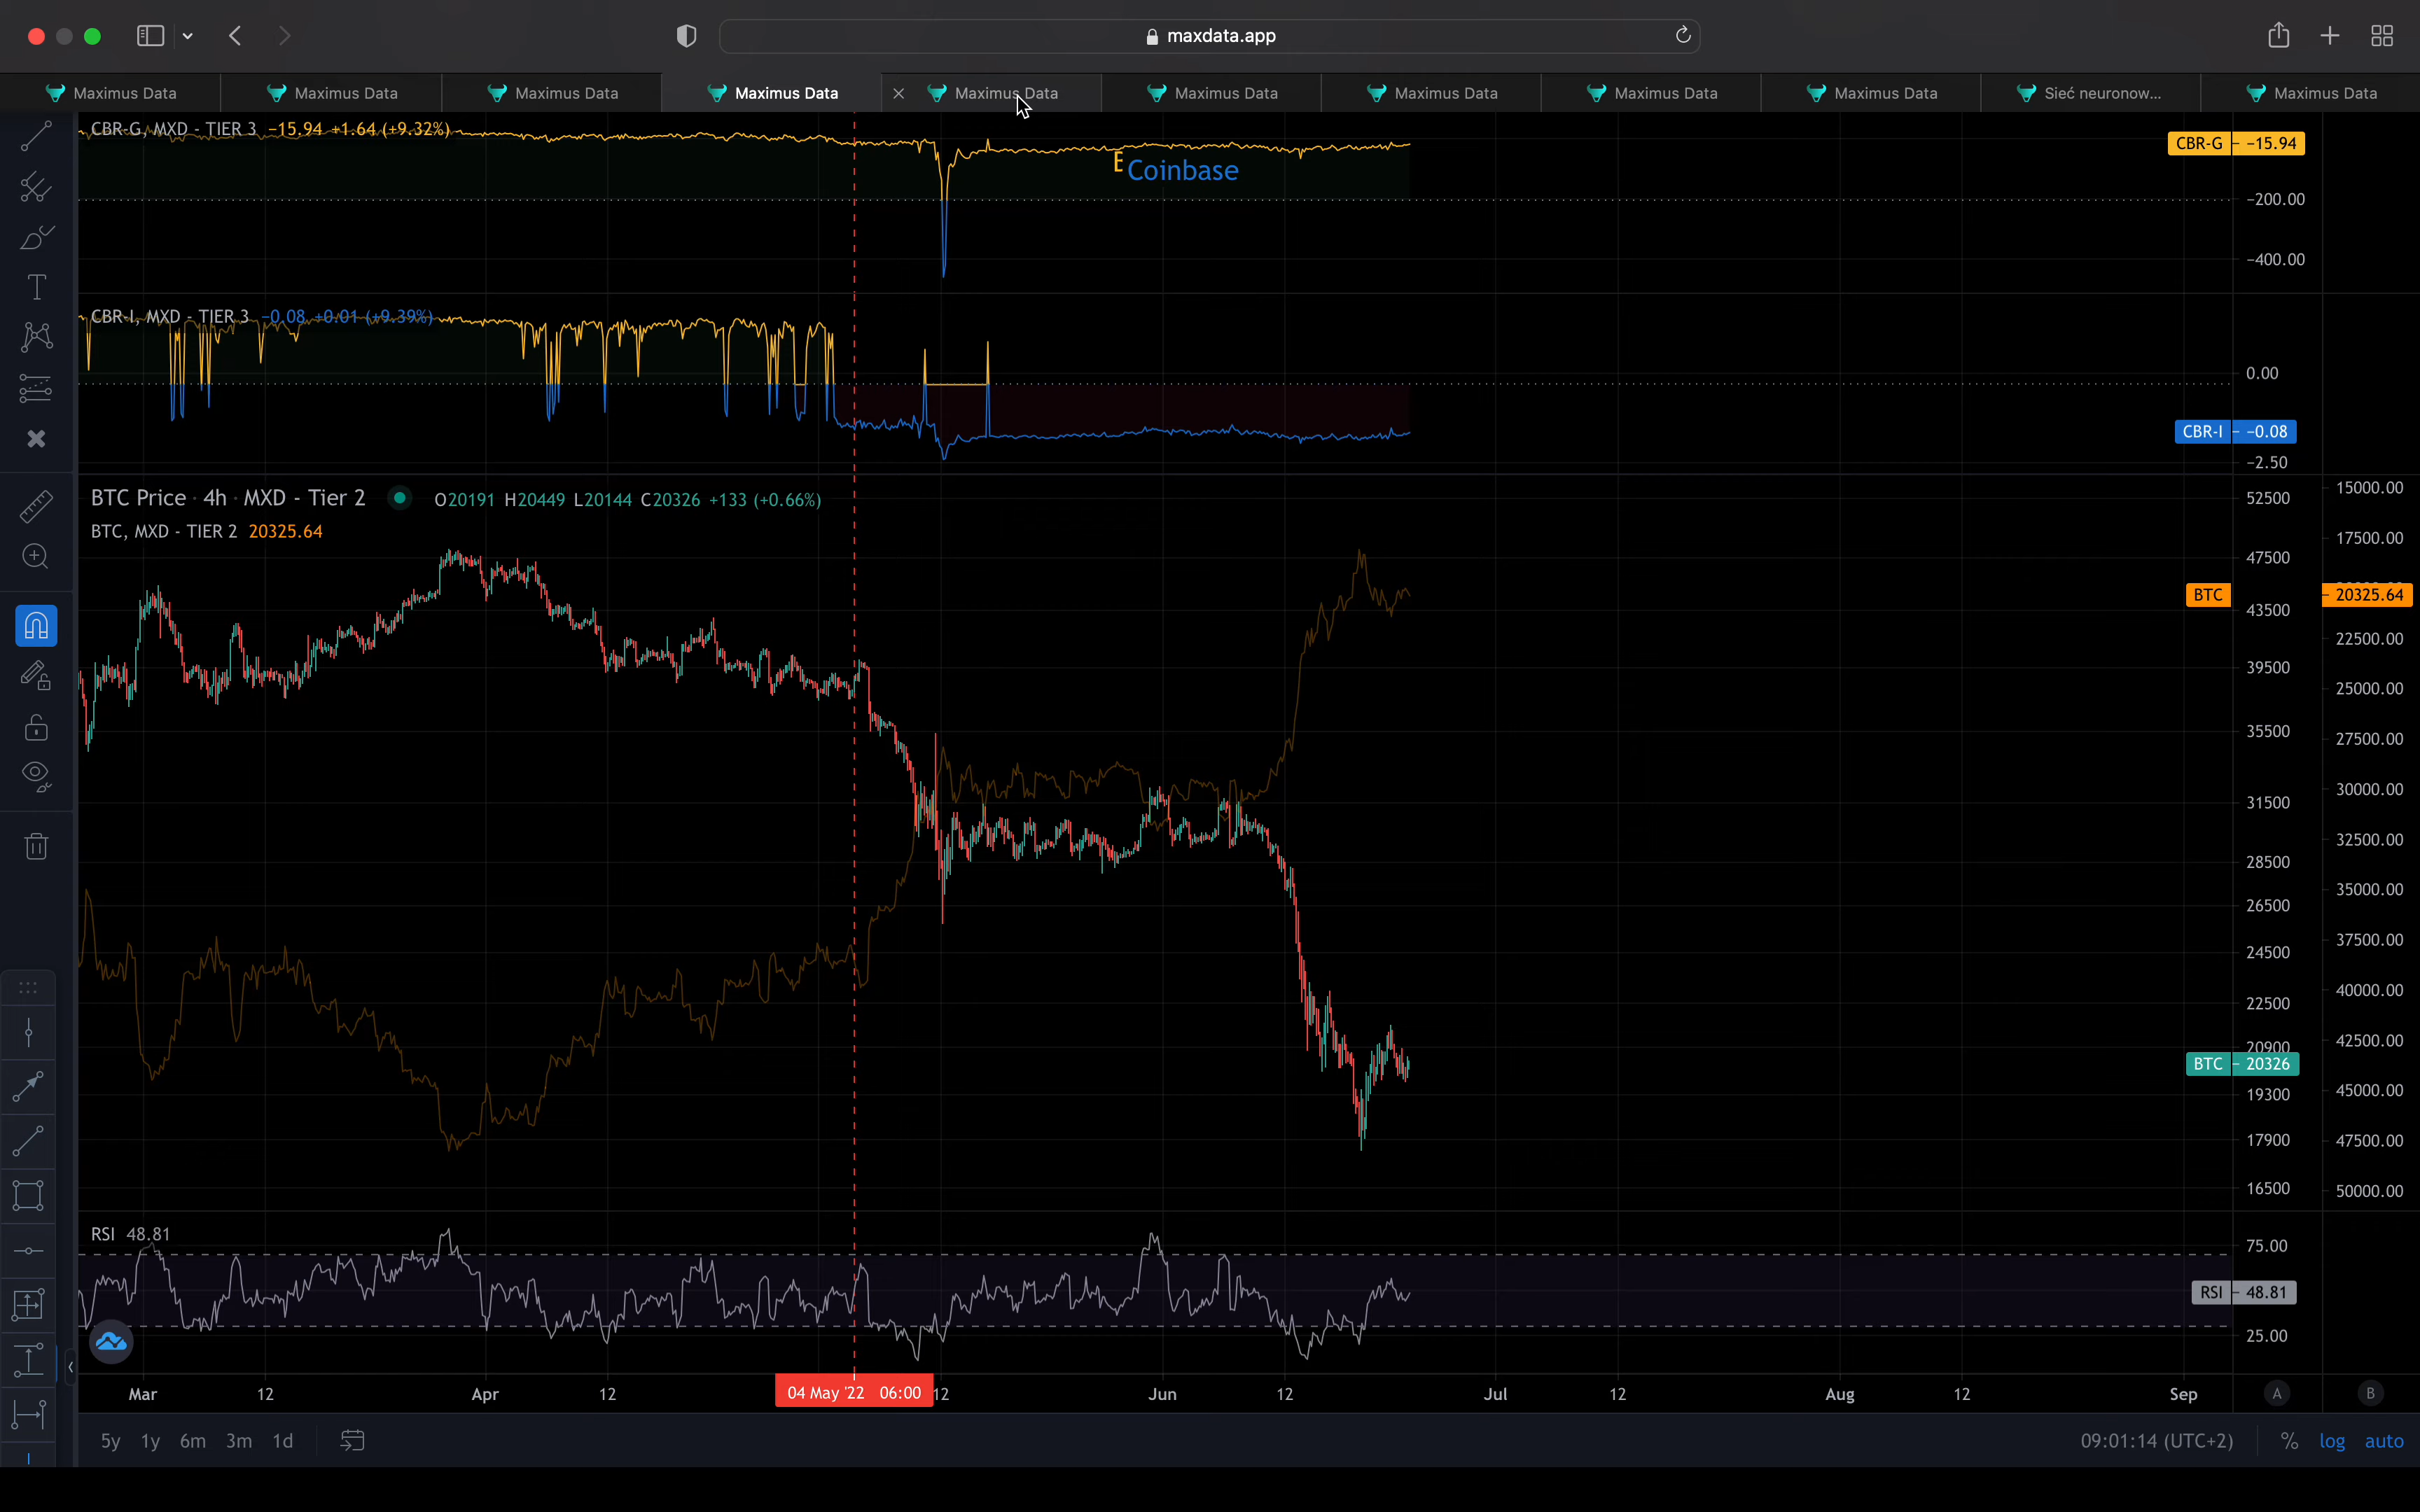 maxdata.app
Maximus Data
Maximus Data
Maximus Data
Maximus Data
Maximus Data
Maximus Data
Maximus Data
Maximus Data
Maximus Data
Sieć neuronow...
Maximus Data
CBR-G, MXD - TIER 3 −15.94 +1.64 (+9.32%)
E Coinbase
CBR-G −15.94
−200.00
−400.00
CBR-I, MXD - TIER 3 −0.08 +0.01 (+9.39%)
0.00
CBR-I −0.08
−2.50
BTC Price · 4h · MXD - Tier 2 O20191 H20449 L20144 C20326 +133 (+0.66%)
BTC, MXD - TIER 2 20325.64
52500
47500
43500
39500
35500
31500
28500
26500
24500
22500
20900
BTC 20326
19300
17900
16500
15000.00
17500.00
BTC 20325.64
22500.00
25000.00
27500.00
30000.00
32500.00
35000.00
37500.00
40000.00
42500.00
45000.00
47500.00
50000.00
RSI 48.81
75.00
RSI 48.81
25.00
Mar 12 Apr 12 04 May '22 06:00 12 Jun 12 Jul 12 Aug 12 Sep A B
5y 1y 6m 3m 1d 09:01:14 (UTC+2) % log auto